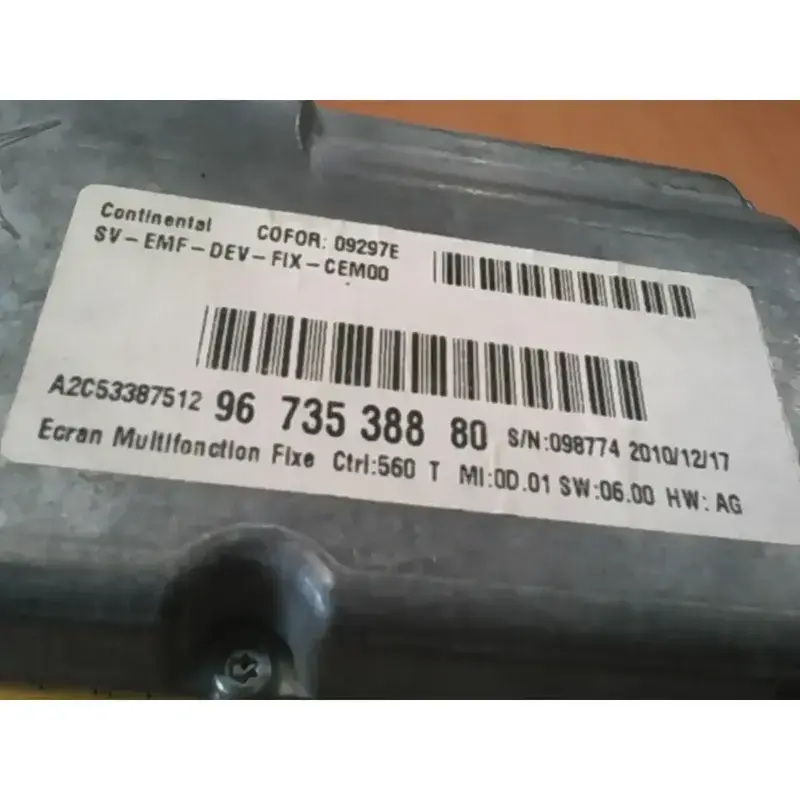 Continental COFOR: 09297E
SV-EMF-DEV-FIX-CEM00
A2C53387512 96 735 388 80 S/N:098774 2010/12/17
Ecran Multifonction Fixe Ctrl:560 T MI:0D.01 SW:06.00 HW: AG